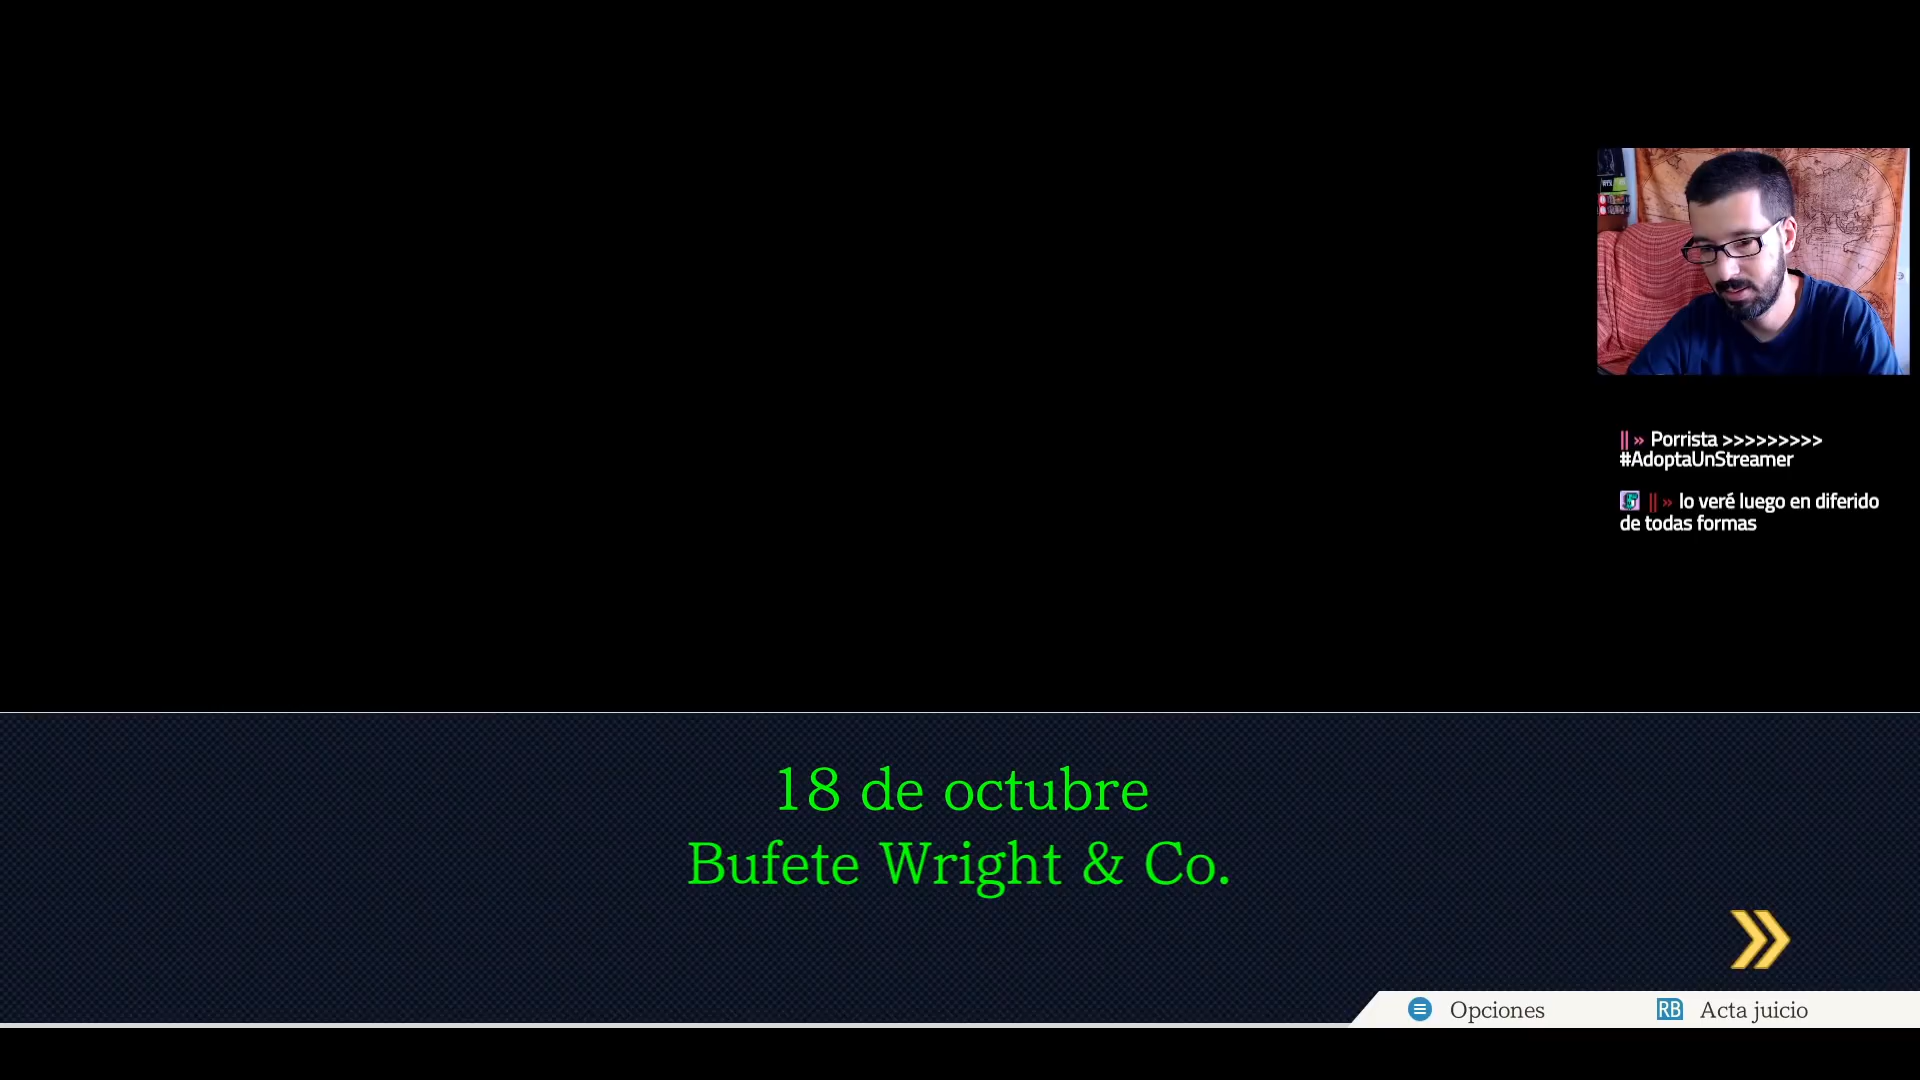 || » Porrista >>>>>>>>>
#AdoptaUnStreamer
|| » lo veré luego en diferido
de todas formas
18 de octubre
Bufete Wright & Co.
Opciones
RB Acta juicio